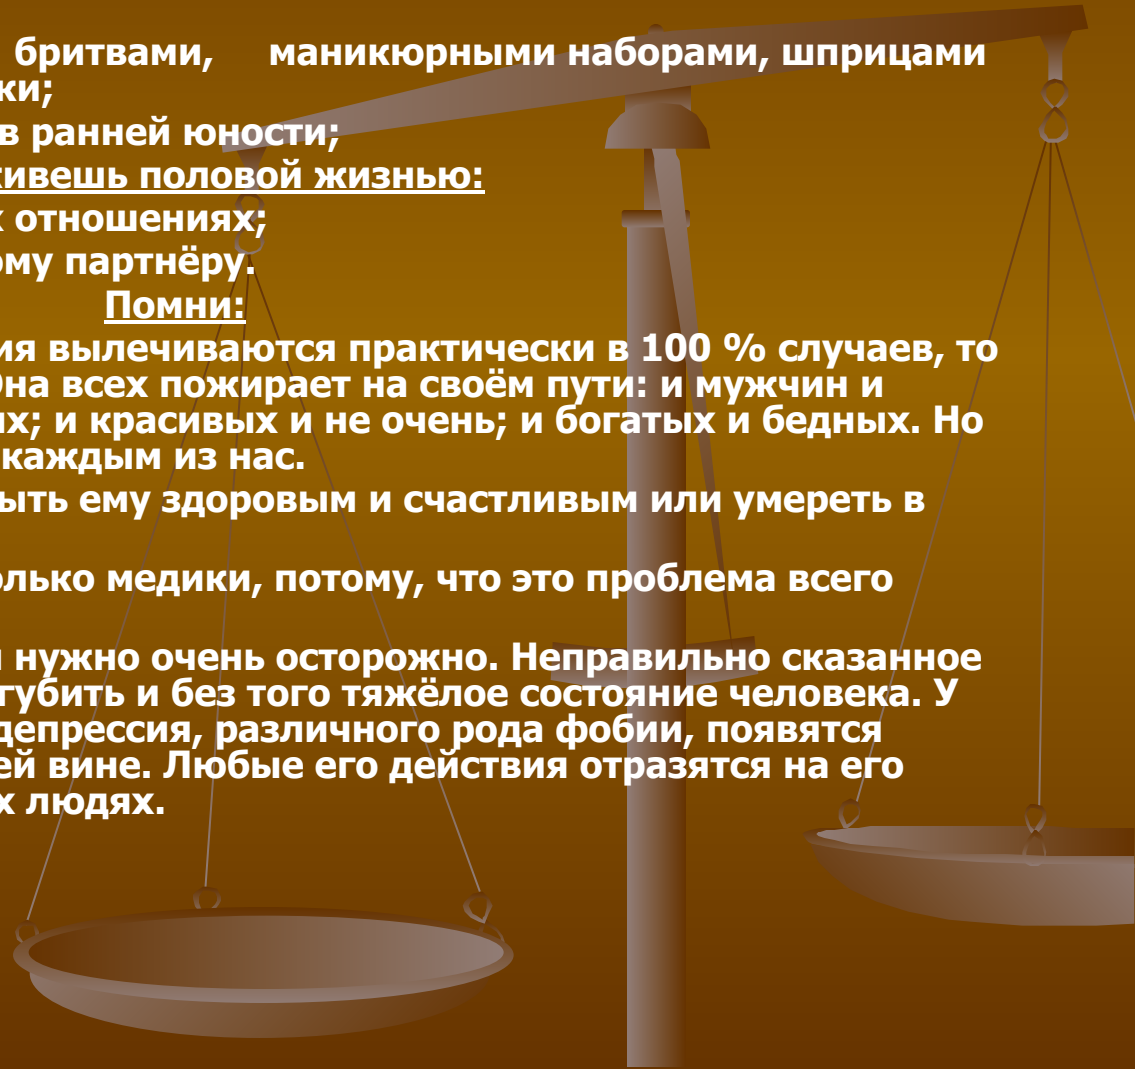 бритвами, маникюрными наборами, шприцами
ки;
в ранней юности;
живешь половой жизнью:
х отношениях;
ому партнёру.
Помни:
ия вылечиваются практически в 100 % случаев, то
Она всех пожирает на своём пути: и мужчин и
ых; и красивых и не очень; и богатых и бедных. Но
каждым из нас.
быть ему здоровым и счастливым или умереть в
олько медики, потому, что это проблема всего
и нужно очень осторожно. Неправильно сказанное
губить и без того тяжёлое состояние человека. У
депрессия, различного рода фобии, появятся
ей вине. Любые его действия отразятся на его
х людях.